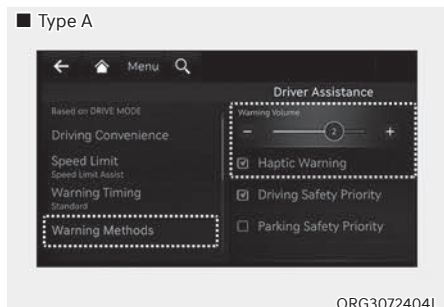 ■ Type A
Menu
Driver Assistance
Based on DRIVE MODE
Driving Convenience
Speed Limit
Speed Limit Assist
Warning Timing
Standard
Warning Methods
Warning Volume
- 2 +
Haptic Warning
Driving Safety Priority
Parking Safety Priority
ORG3072404L